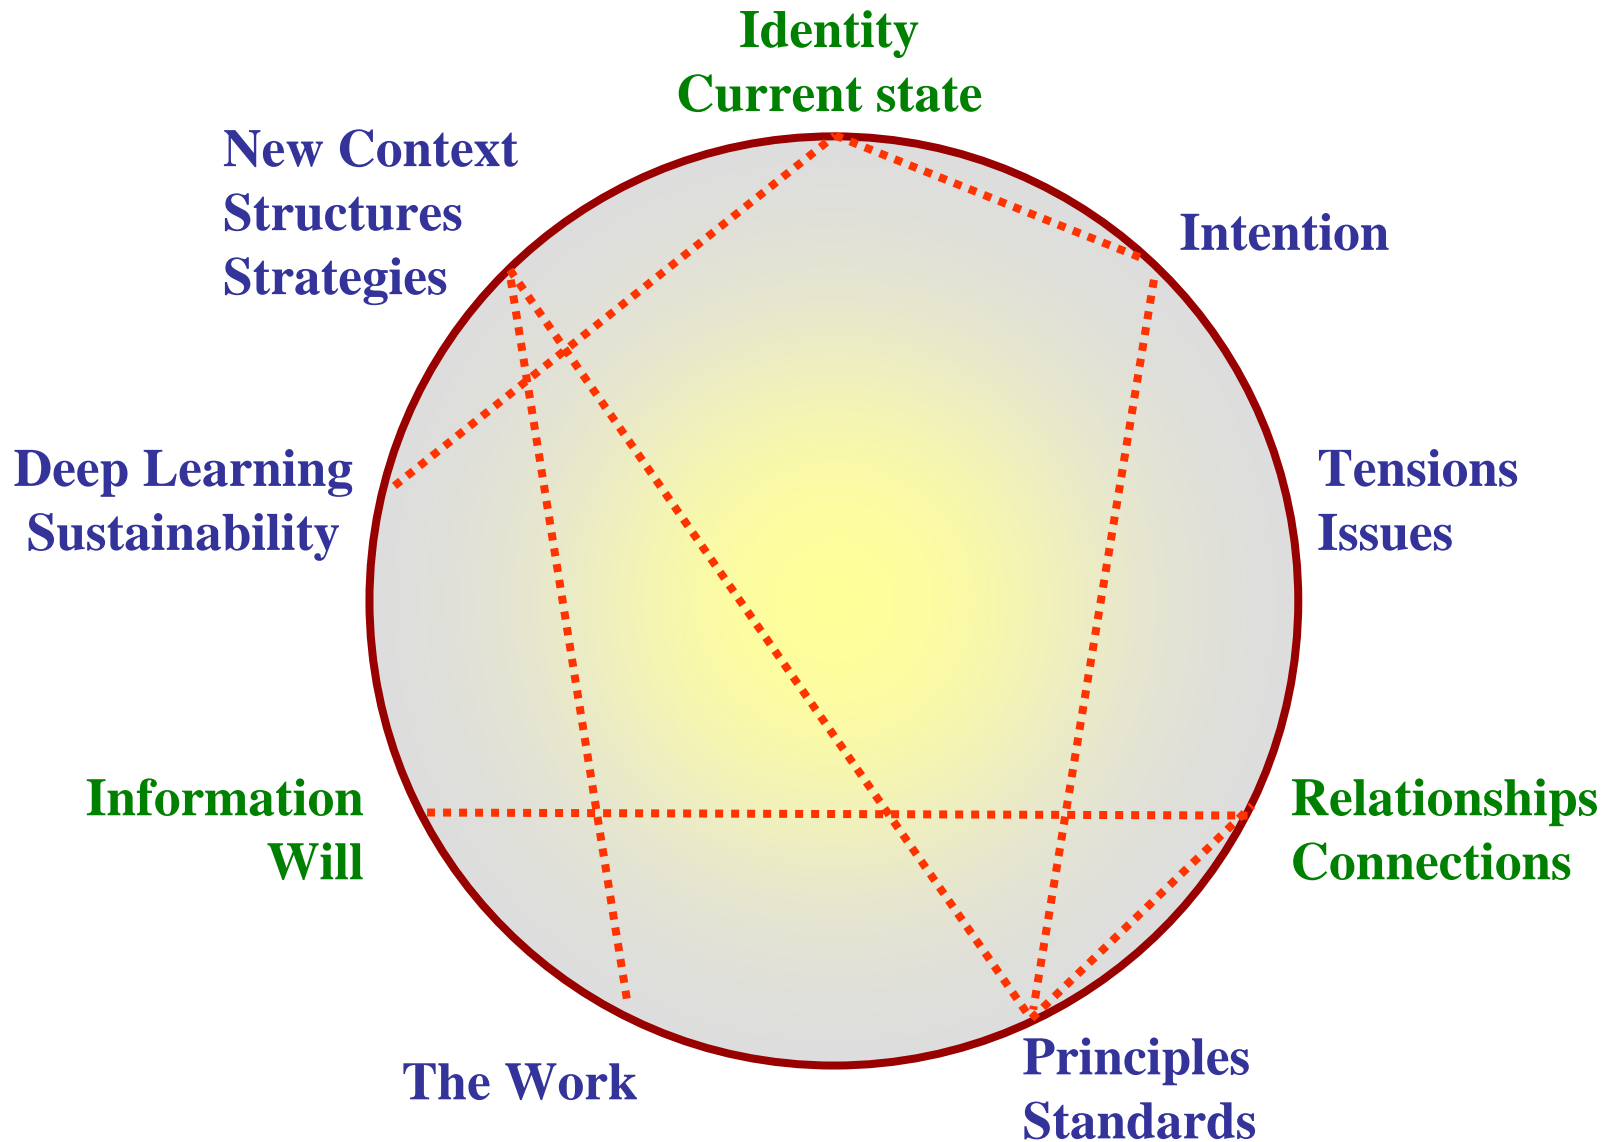 Identity
Current state
New Context
Structures
Strategies
Intention
Deep Learning
Sustainability
Tensions
Issues
Information
Will
Relationships
Connections
The Work
Principles
Standards